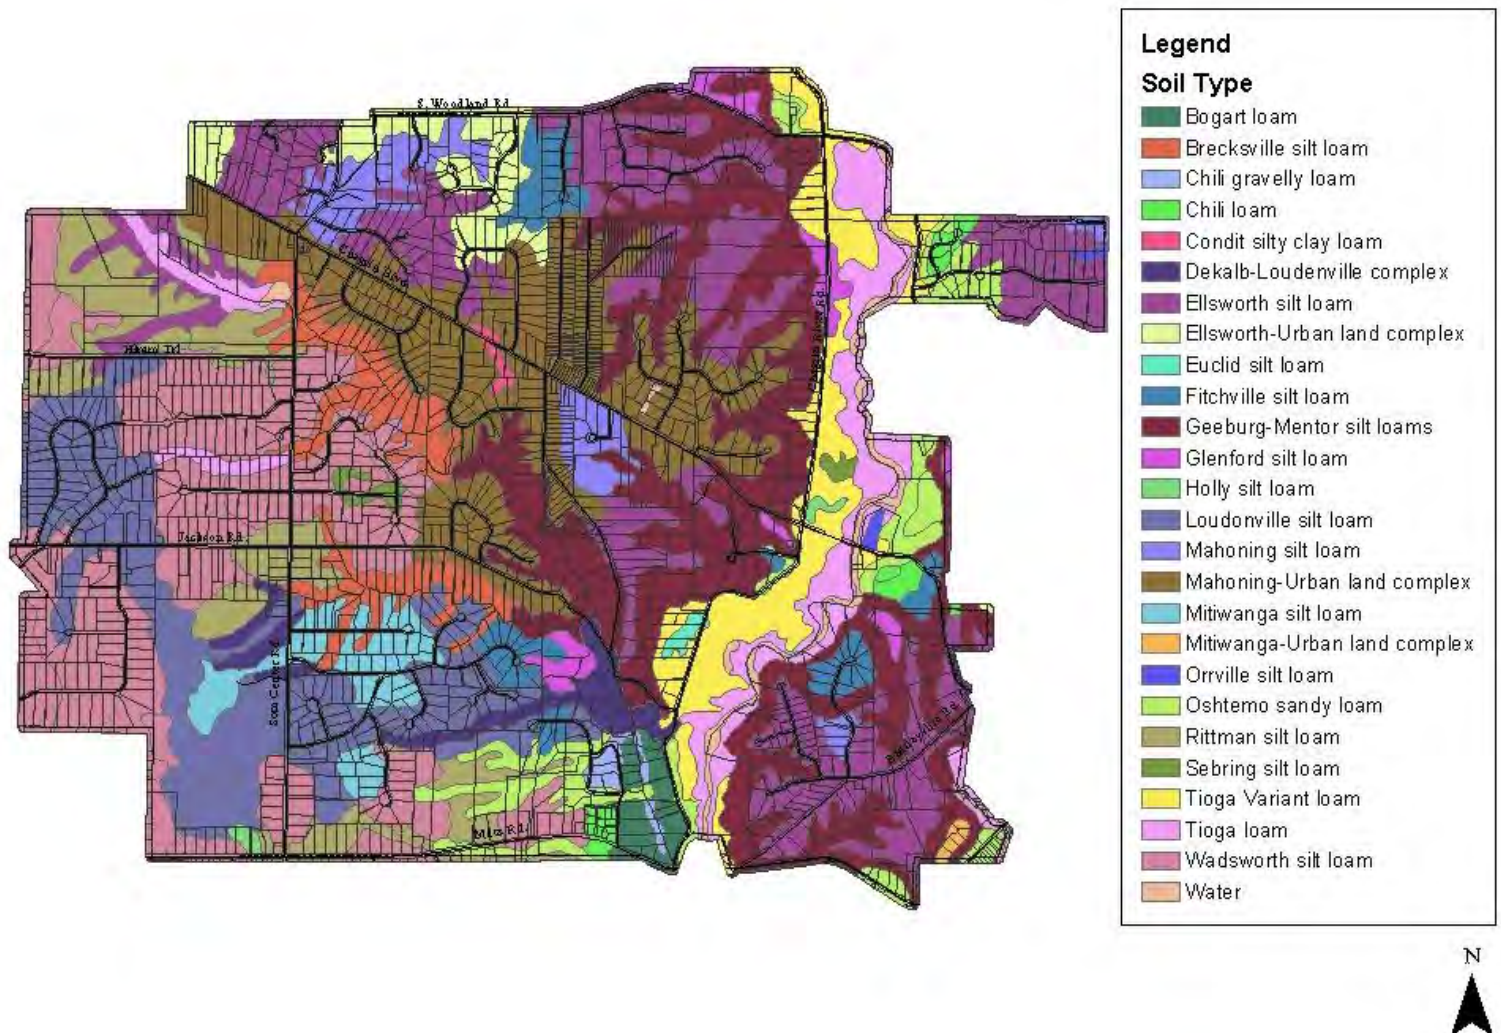 S. Woodland Rd
Hiram Trl
Jackson Rd.
Som Center Rd.
Miles Rd.
Legend
Soil Type
Bogart loam
Brecksville silt loam
Chili gravelly loam
Chili loam
Condit silty clay loam
Dekalb-Loudenville complex
Ellsworth silt loam
Ellsworth-Urban land complex
Euclid silt loam
Fitchville silt loam
Geeburg-Mentor silt loams
Glenford silt loam
Holly silt loam
Loudonville silt loam
Mahoning silt loam
Mahoning-Urban land complex
Mitiwanga silt loam
Mitiwanga-Urban land complex
Orrville silt loam
Oshtemo sandy loam
Rittman silt loam
Sebring silt loam
Tioga Variant loam
Tioga loam
Wadsworth silt loam
Water
N